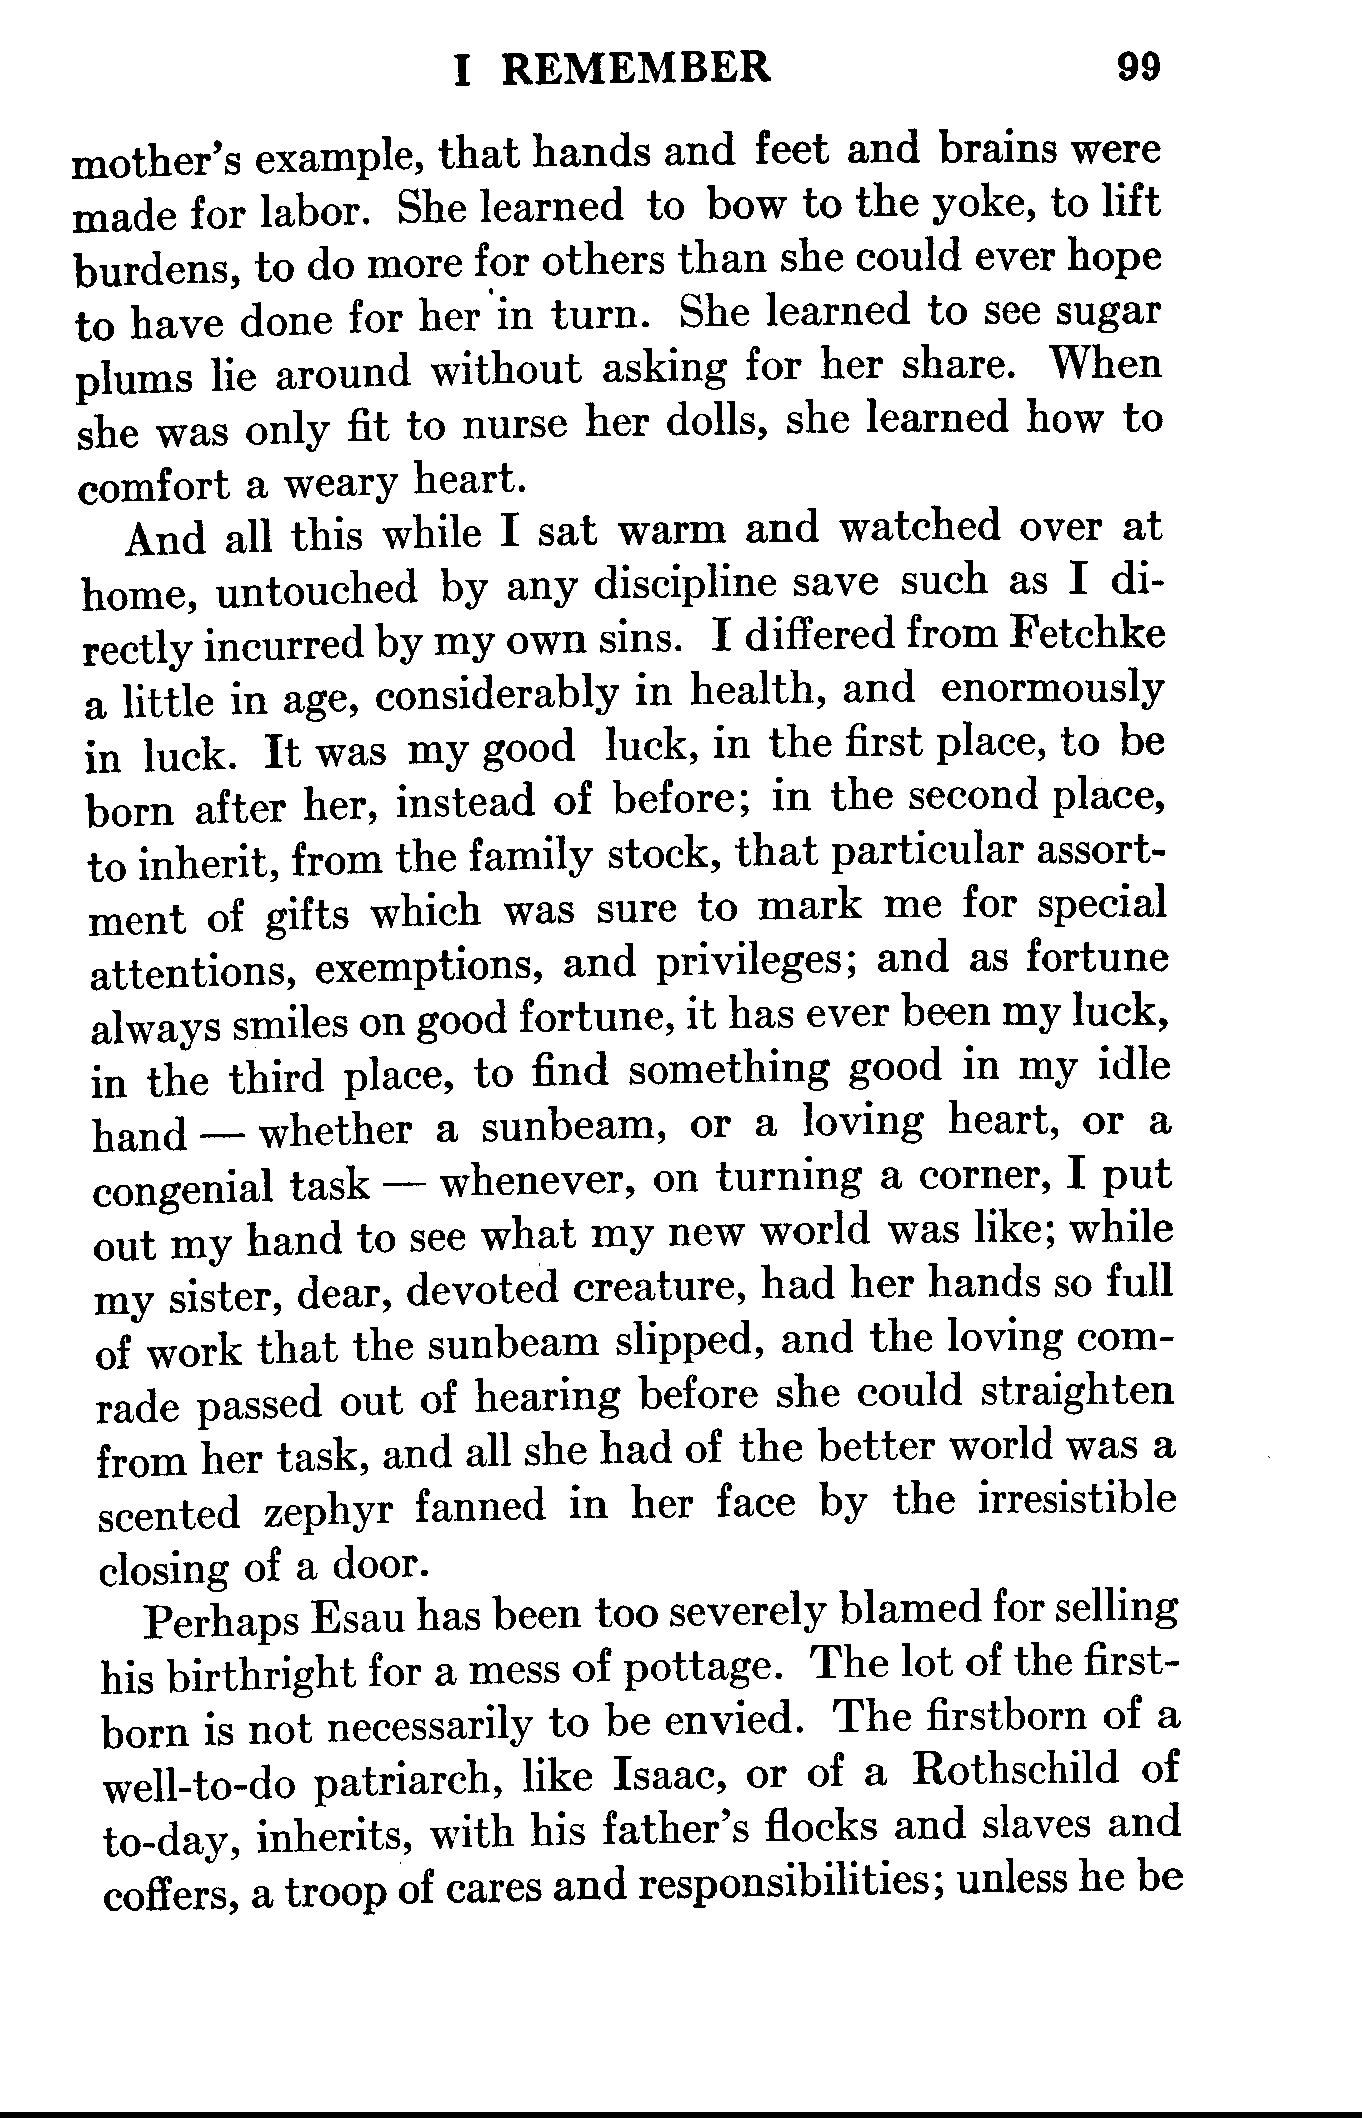 I REMEMBER 99
mother's example, that hands and feet and brains were
made for labor. She learned to bow to the yoke, to lift
burdens, to do more for others than she could ever hope
to have done for her in turn. She learned to see sugar
plums lie around without asking for her share. When
she was only fit to nurse her dolls, she learned how to
comfort a weary heart.
And all this while I sat warm and watched over at
home, untouched by any discipline save such as I di-
rectly incurred by my own sins. I differed from Fetchke
a little in age, considerably in health, and enormously
in luck. It was my good luck, in the first place, to be
born after her, instead of before; in the second place,
to inherit, from the family stock, that particular assort-
ment of gifts which was sure to mark me for special
attentions, exemptions, and privileges; and as fortune
always smiles on good fortune, it has ever been my luck,
in the third place, to find something good in my idle
hand — whether a sunbeam, or a loving heart, or a
congenial task — whenever, on turning a corner, I put
out my hand to see what my new world was like; while
my sister, dear, devoted creature, had her hands so full
of work that the sunbeam slipped, and the loving com-
rade passed out of hearing before she could straighten
from her task, and all she had of the better world was a
scented zephyr fanned in her face by the irresistible
closing of a door.
Perhaps Esau has been too severely blamed for selling
his birthright for a mess of pottage. The lot of the first-
born is not necessarily to be envied. The firstborn of a
well-to-do patriarch, like Isaac, or of a Rothschild of
to-day, inherits, with his father's flocks and slaves and
coffers, a troop of cares and responsibilities; unless he be